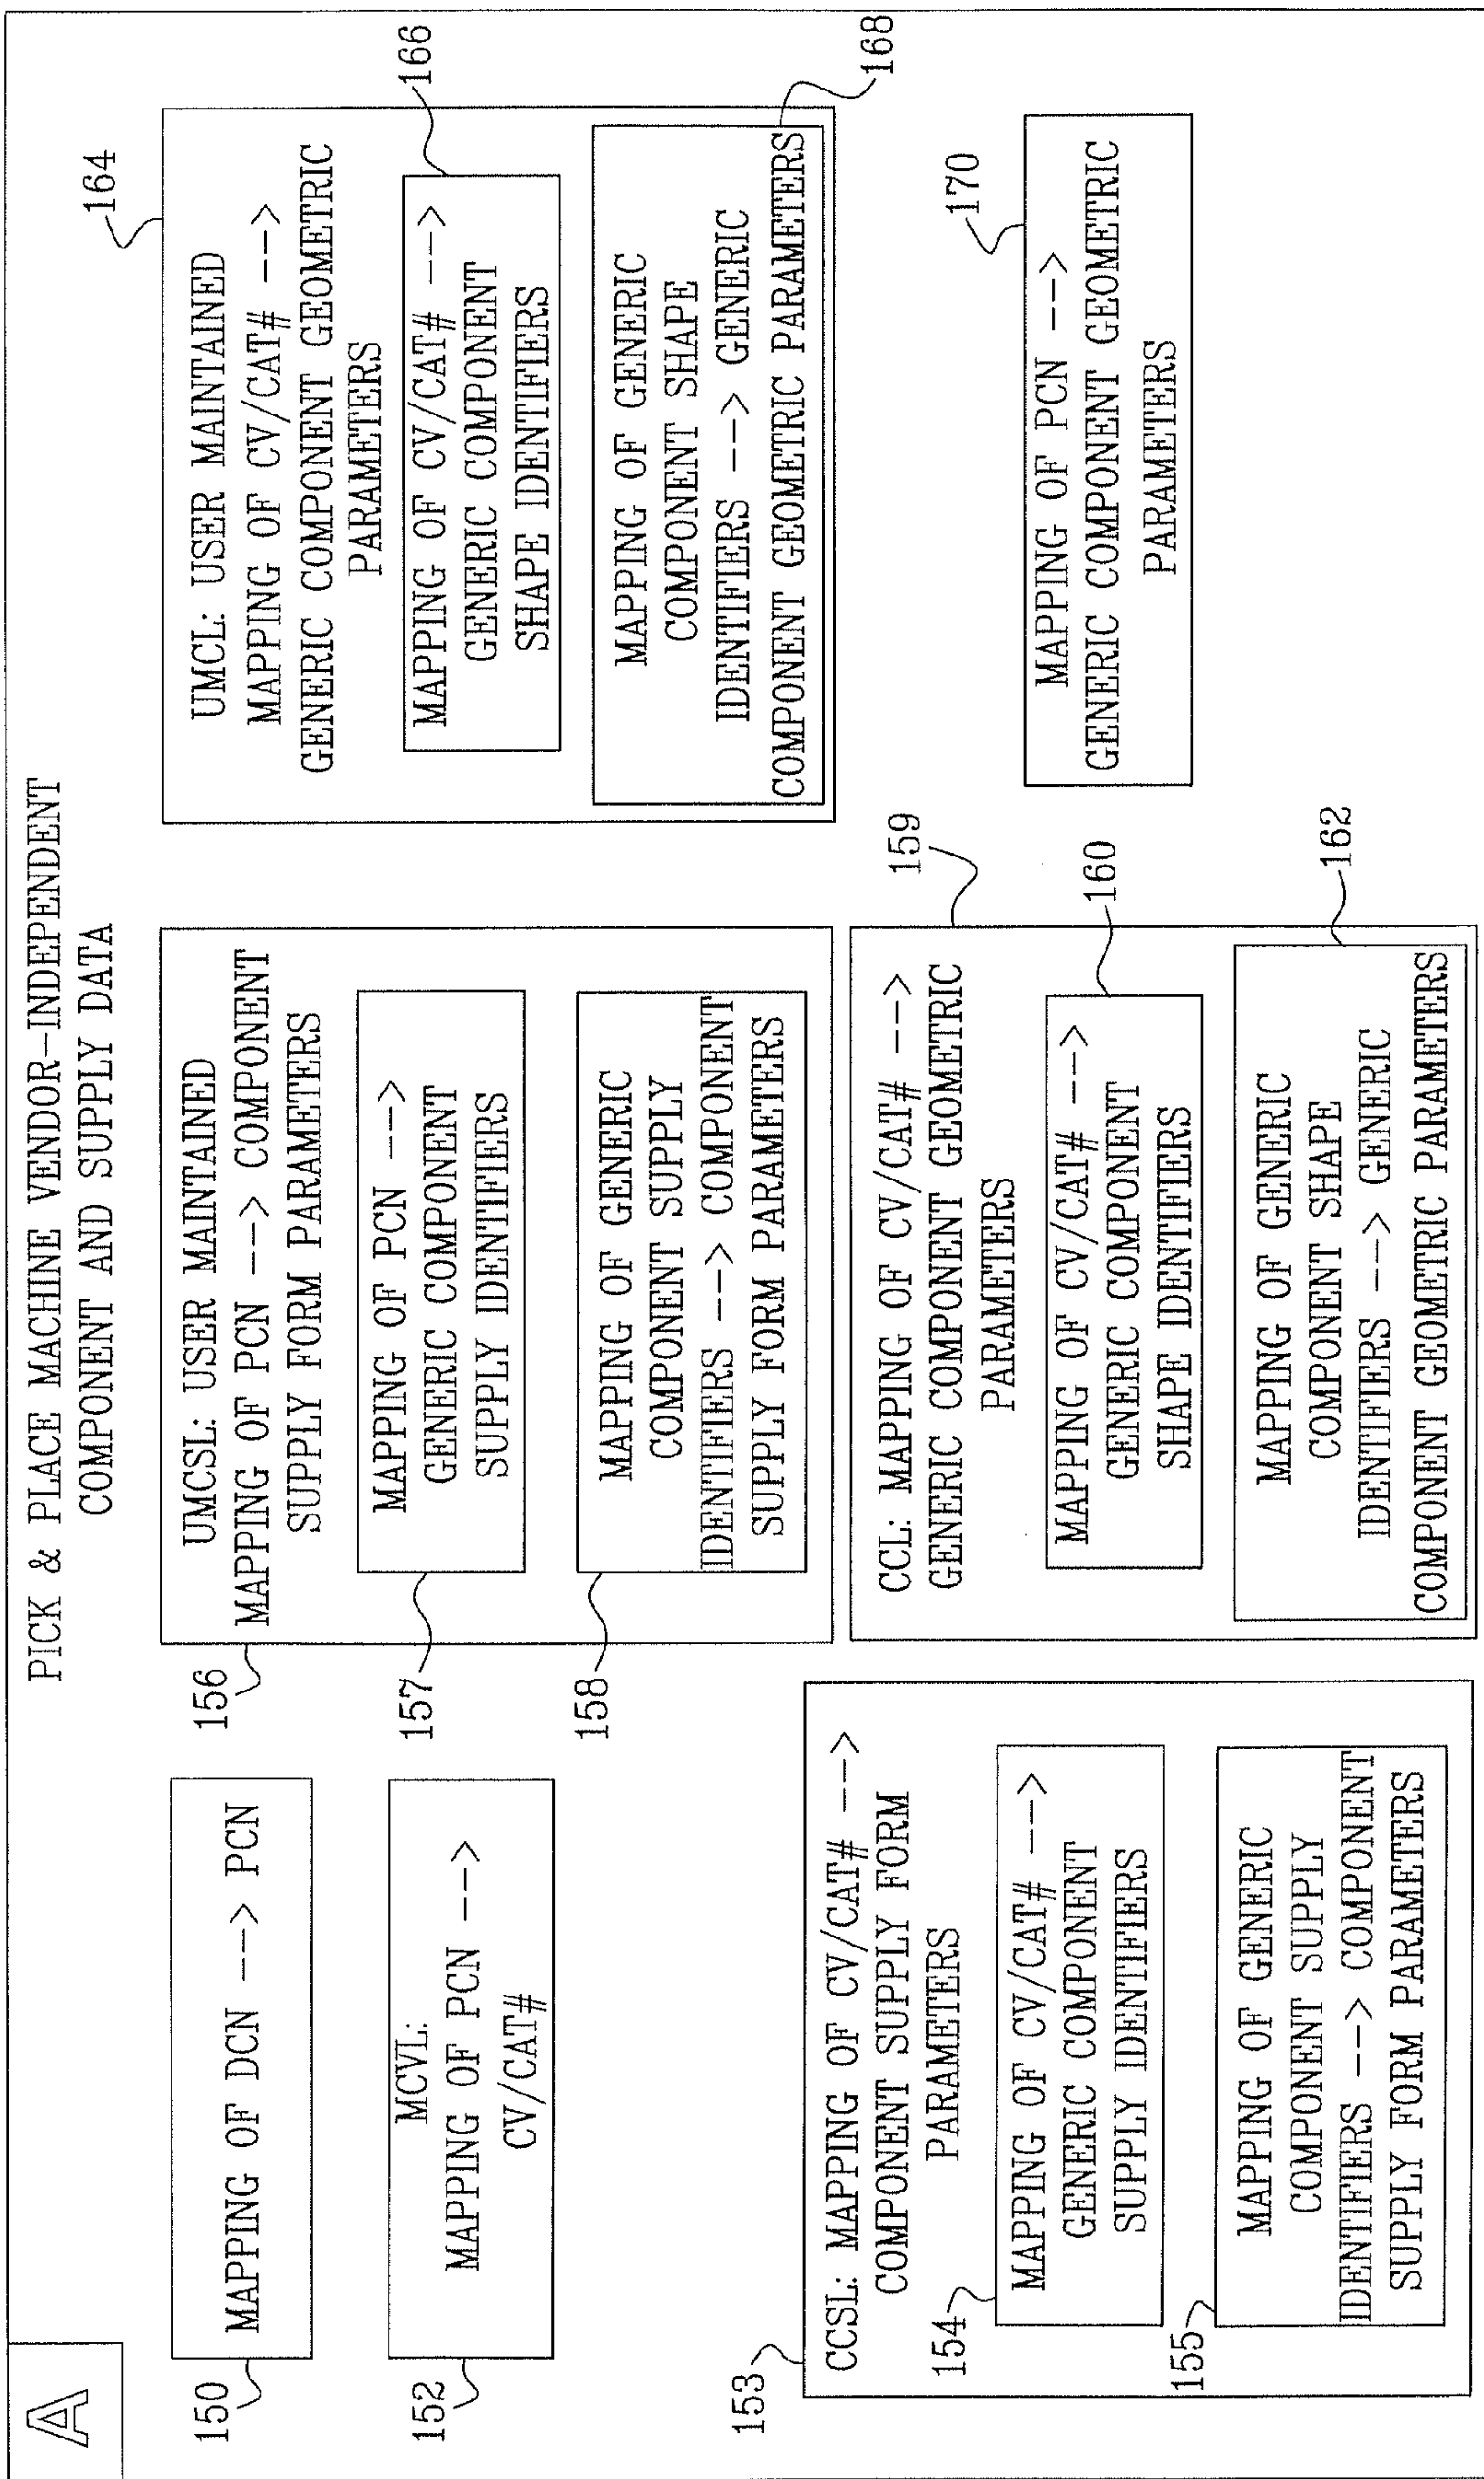 A
PICK & PLACE MACHINE VENDOR-INDEPENDENT
COMPONENT AND SUPPLY DATA
150
MAPPING OF DCN --> PCN
152
MCVL:
MAPPING OF PCN -->
CV/CAT#
153
CCSL: MAPPING OF CV/CAT# -->
COMPONENT SUPPLY FORM
PARAMETERS
154
MAPPING OF CV/CAT# -->
GENERIC COMPONENT
SUPPLY IDENTIFIERS
155
MAPPING OF GENERIC
COMPONENT SUPPLY
IDENTIFIERS --> COMPONENT
SUPPLY FORM PARAMETERS
156
UMCSL: USER MAINTAINED
MAPPING OF PCN --> COMPONENT
SUPPLY FORM PARAMETERS
157
MAPPING OF PCN -->
GENERIC COMPONENT
SUPPLY IDENTIFIERS
158
MAPPING OF GENERIC
COMPONENT SUPPLY
IDENTIFIERS --> COMPONENT
SUPPLY FORM PARAMETERS
159
CCL: MAPPING OF CV/CAT# -->
GENERIC COMPONENT GEOMETRIC
PARAMETERS
160
MAPPING OF CV/CAT# -->
GENERIC COMPONENT
SHAPE IDENTIFIERS
162
MAPPING OF GENERIC
COMPONENT SHAPE
IDENTIFIERS --> GENERIC
COMPONENT GEOMETRIC PARAMETERS
164
UMCL: USER MAINTAINED
MAPPING OF CV/CAT# -->
GENERIC COMPONENT GEOMETRIC
PARAMETERS
166
MAPPING OF CV/CAT# -->
GENERIC COMPONENT
SHAPE IDENTIFIERS
168
MAPPING OF GENERIC
COMPONENT SHAPE
IDENTIFIERS --> GENERIC
COMPONENT GEOMETRIC PARAMETERS
170
MAPPING OF PCN -->
GENERIC COMPONENT GEOMETRIC
PARAMETERS